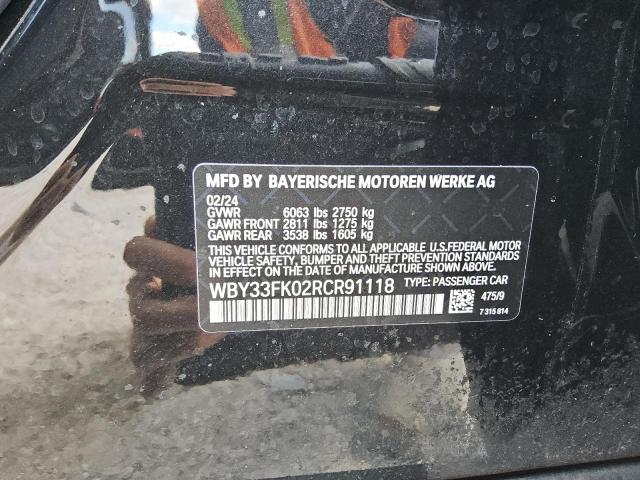 MFD BY BAYERISCHE MOTOREN WERKE AG
02/24
GVWR 6063 lbs 2750 kg
GAWR FRONT 2811 lbs 1275 kg
GAWR REAR 3538 lbs 1605 kg
THIS VEHICLE CONFORMS TO ALL APPLICABLE U.S.FEDERAL MOTOR
VEHICLE SAFETY, BUMPER, AND THEFT PREVENTION STANDARDS
IN EFFECT ON THE DATE OF MANUFACTURE SHOWN ABOVE.
WBY33FK02RCR91118 TYPE: PASSENGER CAR
475/9
7 315 814